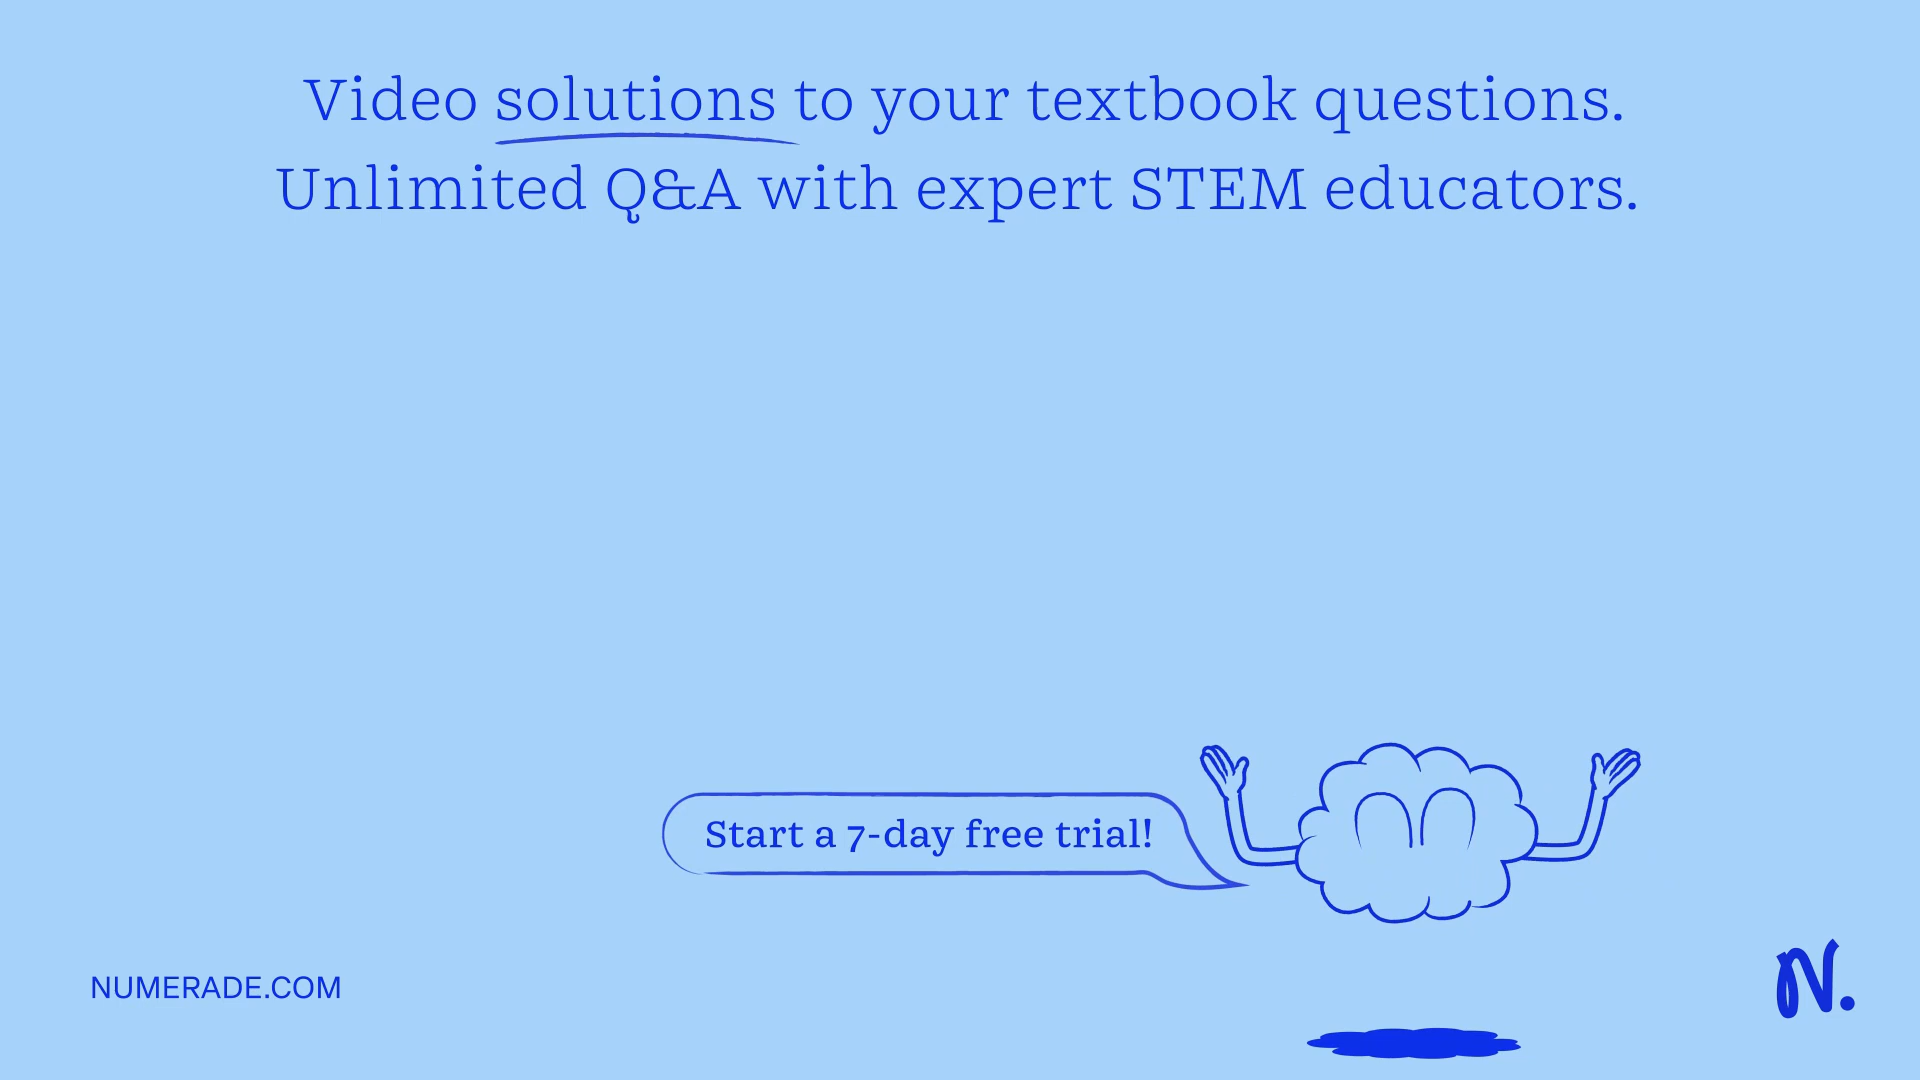 Video solutions to your textbook questions.
Unlimited Q&A with expert STEM educators.
Start a 7-day free trial!
NUMERADE.COM
N.